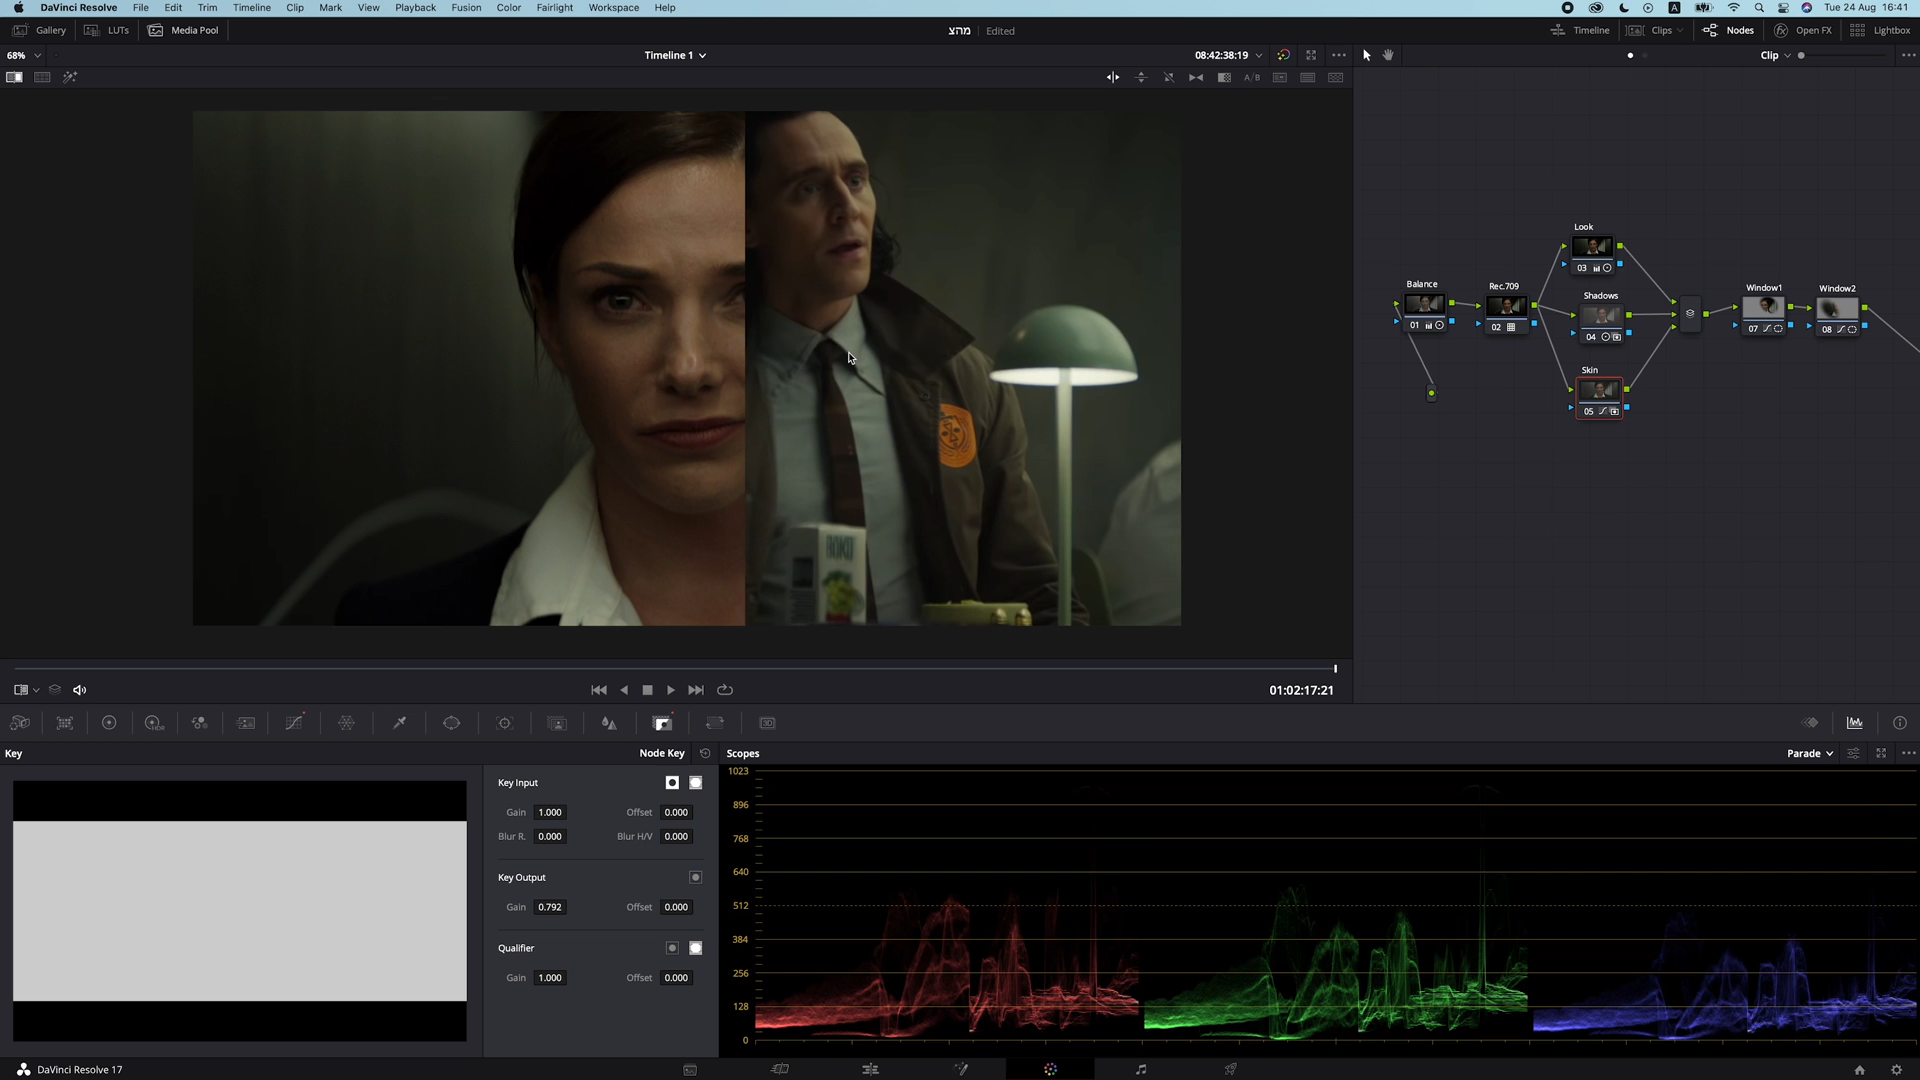 DaVinci Resolve File Edit Trim Timeline Clip Mark View Playback Fusion Color Fairlight Workspace Help A Tue 24 Aug 16:41
Gallery LUTs Media Pool מהצ Edited Timeline Clips Nodes Open FX Lightbox
68% Timeline 1 08:42:38:19 Clip
A/B
Look
03
Balance
01
Rec.709
02
Shadows
04
Window1
07
Window2
08
Skin
05
01:02:17:21
HDR
3D
Key Node Key Scopes Parade
Key Input
Gain 1.000 Offset 0.000
Blur R. 0.000 Blur H/V 0.000
Key Output
Gain 0.792 Offset 0.000
Qualifier
Gain 1.000 Offset 0.000
1023
896
768
640
512
384
256
128
0
DaVinci Resolve 17